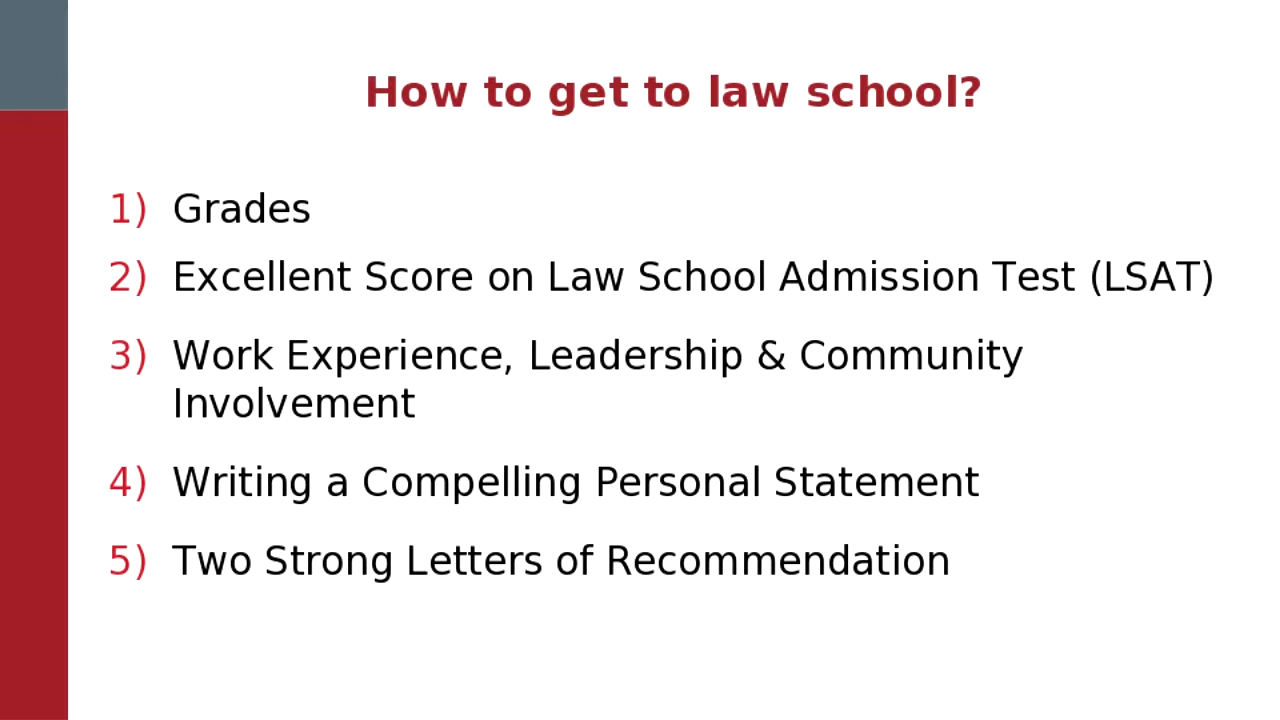 How to get to law school?
1) Grades
2) Excellent Score on Law School Admission Test (LSAT)
3) Work Experience, Leadership & Community
Involvement
4) Writing a Compelling Personal Statement
5) Two Strong Letters of Recommendation